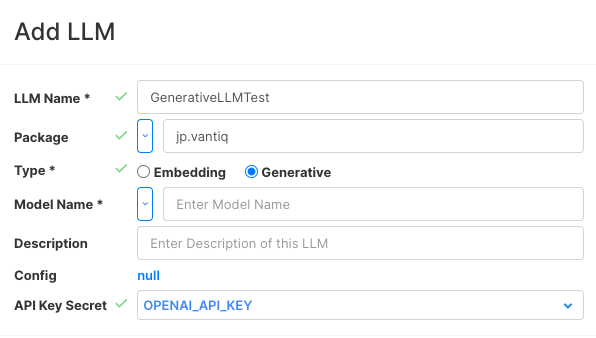 Add LLM
LLM Name * GenerativeLLMTest
Package jp.vantiq
Type * Embedding Generative
Model Name * Enter Model Name
Description Enter Description of this LLM
Config null
API Key Secret OPENAI_API_KEY